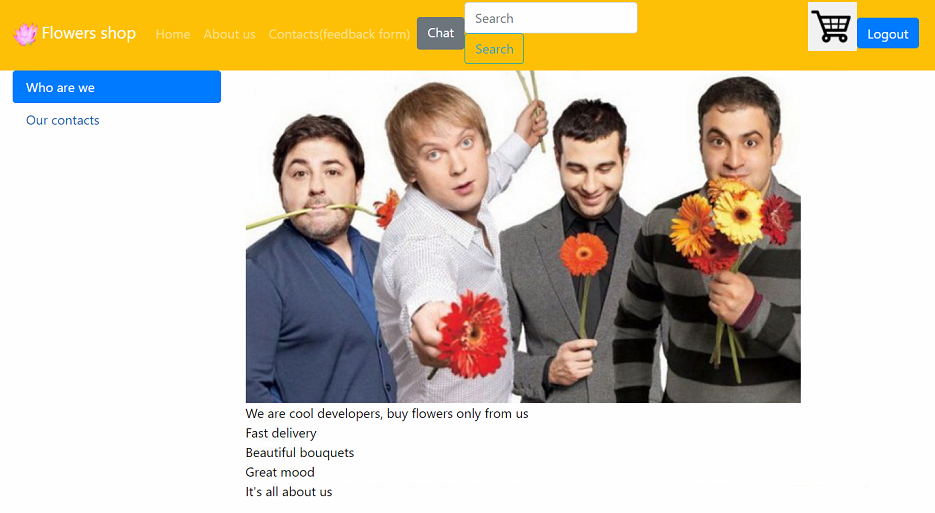 Flowers shop
Home
About us
Contacts(feedback form)
Chat
Search
Search
Logout
Who are we
Our contacts
We are cool developers, buy flowers only from us
Fast delivery
Beautiful bouquets
Great mood
It's all about us